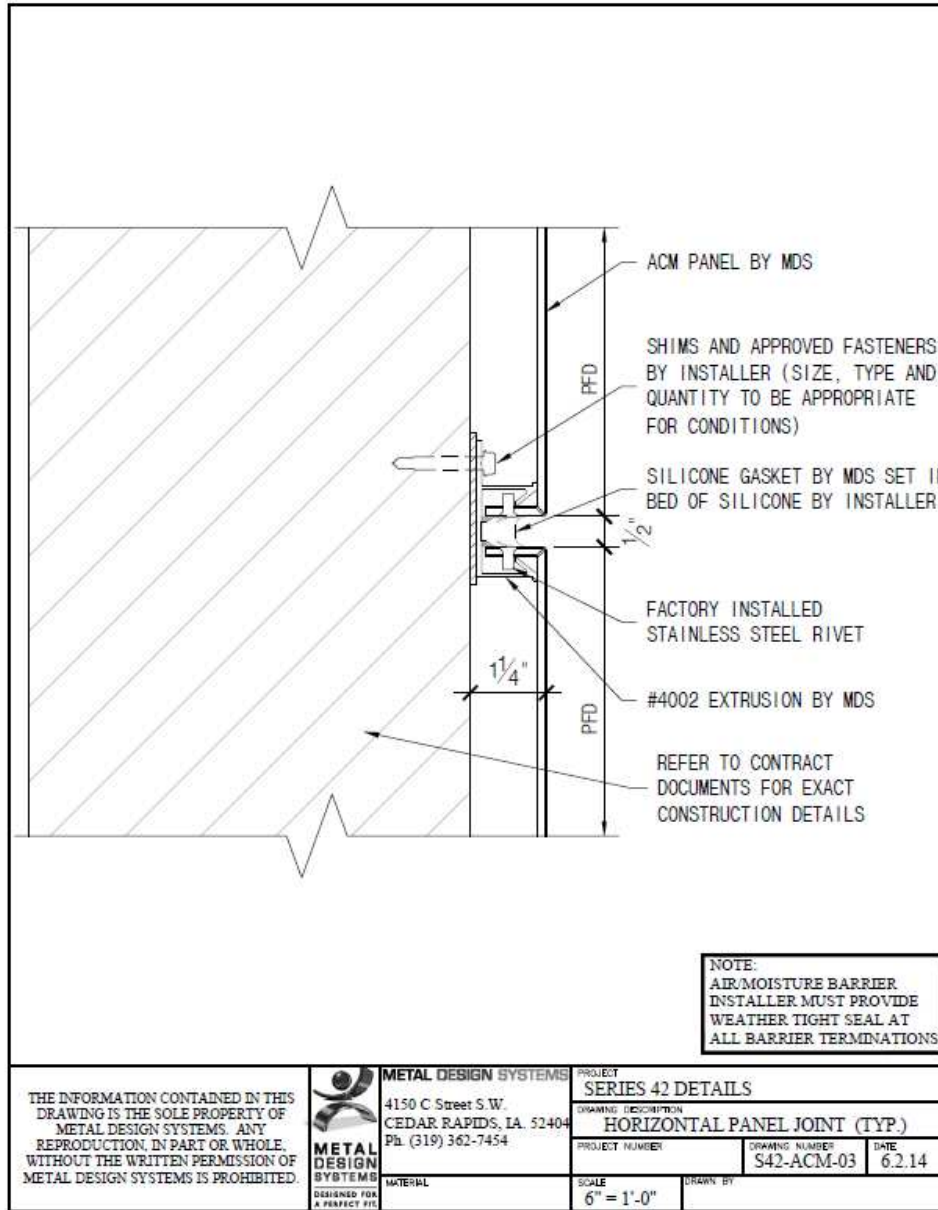 ACM PANEL BY MDS
SHIMS AND APPROVED FASTENERS
BY INSTALLER (SIZE, TYPE AND
QUANTITY TO BE APPROPRIATE
FOR CONDITIONS)
PFD
SILICONE GASKET BY MDS SET I
BED OF SILICONE BY INSTALLER
1/2"
FACTORY INSTALLED
STAINLESS STEEL RIVET
1 1/4"
#4002 EXTRUSION BY MDS
PFD
REFER TO CONTRACT
DOCUMENTS FOR EXACT
CONSTRUCTION DETAILS
NOTE:
AIR/MOISTURE BARRIER
INSTALLER MUST PROVIDE
WEATHER TIGHT SEAL AT
ALL BARRIER TERMINATIONS
THE INFORMATION CONTAINED IN THIS
DRAWING IS THE SOLE PROPERTY OF
METAL DESIGN SYSTEMS. ANY
REPRODUCTION, IN PART OR WHOLE,
WITHOUT THE WRITTEN PERMISSION OF
METAL DESIGN SYSTEMS IS PROHIBITED.
METAL
DESIGN
SYSTEMS
DESIGNED FOR
A PERFECT FIT.
METAL DESIGN SYSTEMS
4150 C Street S.W.
CEDAR RAPIDS, IA. 52404
Ph. (319) 362-7454
MATERIAL
PROJECT
SERIES 42 DETAILS
DRAWING DESCRIPTION
HORIZONTAL PANEL JOINT (TYP.)
PROJECT NUMBER
DRAWING NUMBER
S42-ACM-03
DATE
6.2.14
SCALE
6" = 1'-0"
DRAWN BY